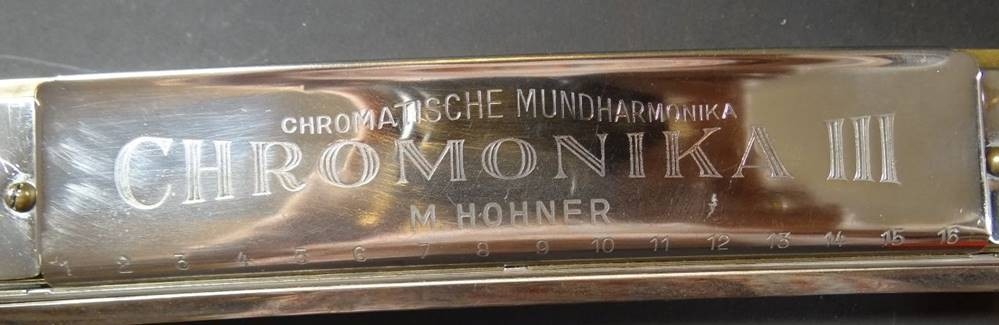 CHROMATISCHE MUNDHARMONIKA
CHROMONIKA III
M. HOHNER
1 2 3 4 5 6 7 8 9 10 11 12 13 14 15 16